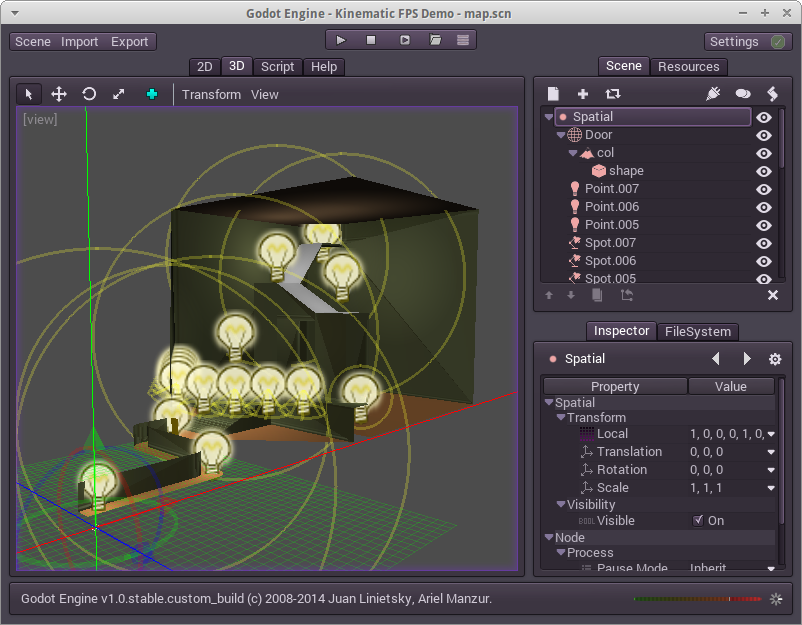 Godot Engine - Kinematic FPS Demo - map.scn
Scene Import Export Settings
2D 3D Script Help
Scene Resources
Transform View
[view]
Spatial
Door
col
shape
Point.007
Point.006
Point.005
Spot.007
Spot.006
Spot.005
Inspector FileSystem
Spatial
Property Value
Spatial
Transform
Local 1, 0, 0, 0, 1, 0,
Translation 0, 0, 0
Rotation 0, 0, 0
Scale 1, 1, 1
Visibility
Visible On
Node
Process
Pause Mode Inherit
Godot Engine v1.0.stable.custom_build (c) 2008-2014 Juan Linietsky, Ariel Manzur.